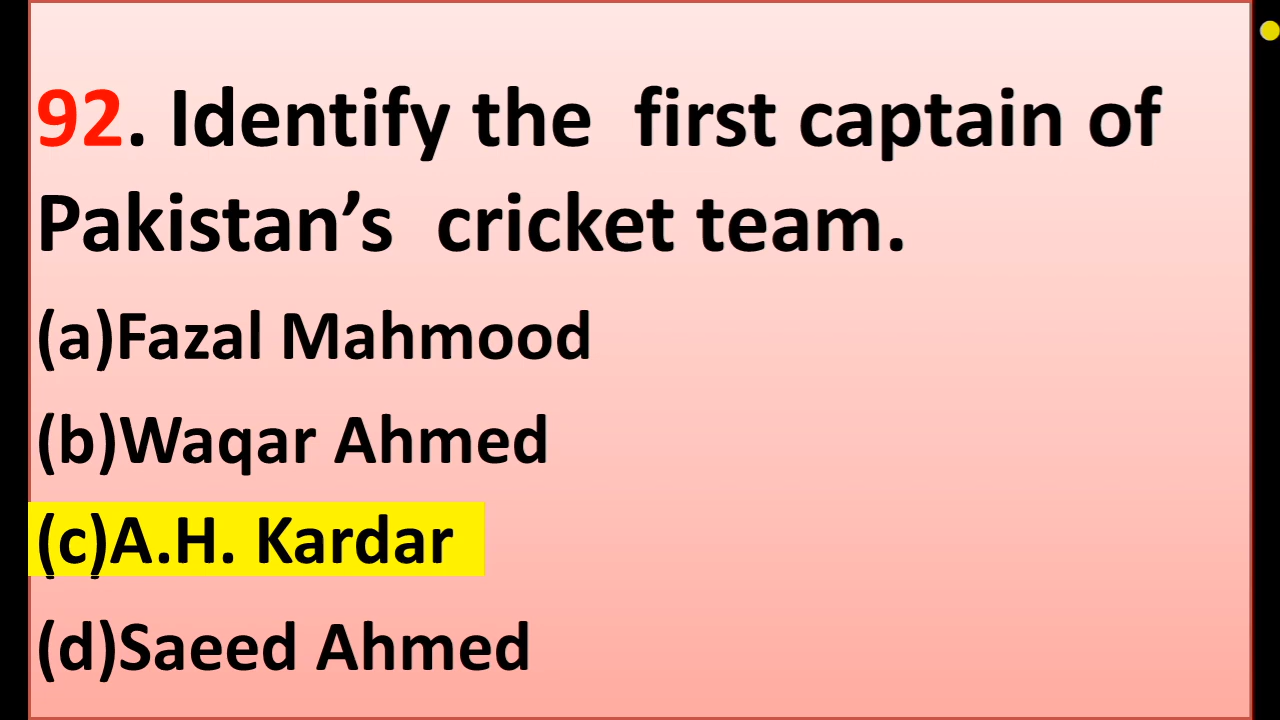 92. Identify the first captain of
Pakistan’s cricket team.
(a)Fazal Mahmood
(b)Waqar Ahmed
(c)A.H. Kardar
(d)Saeed Ahmed